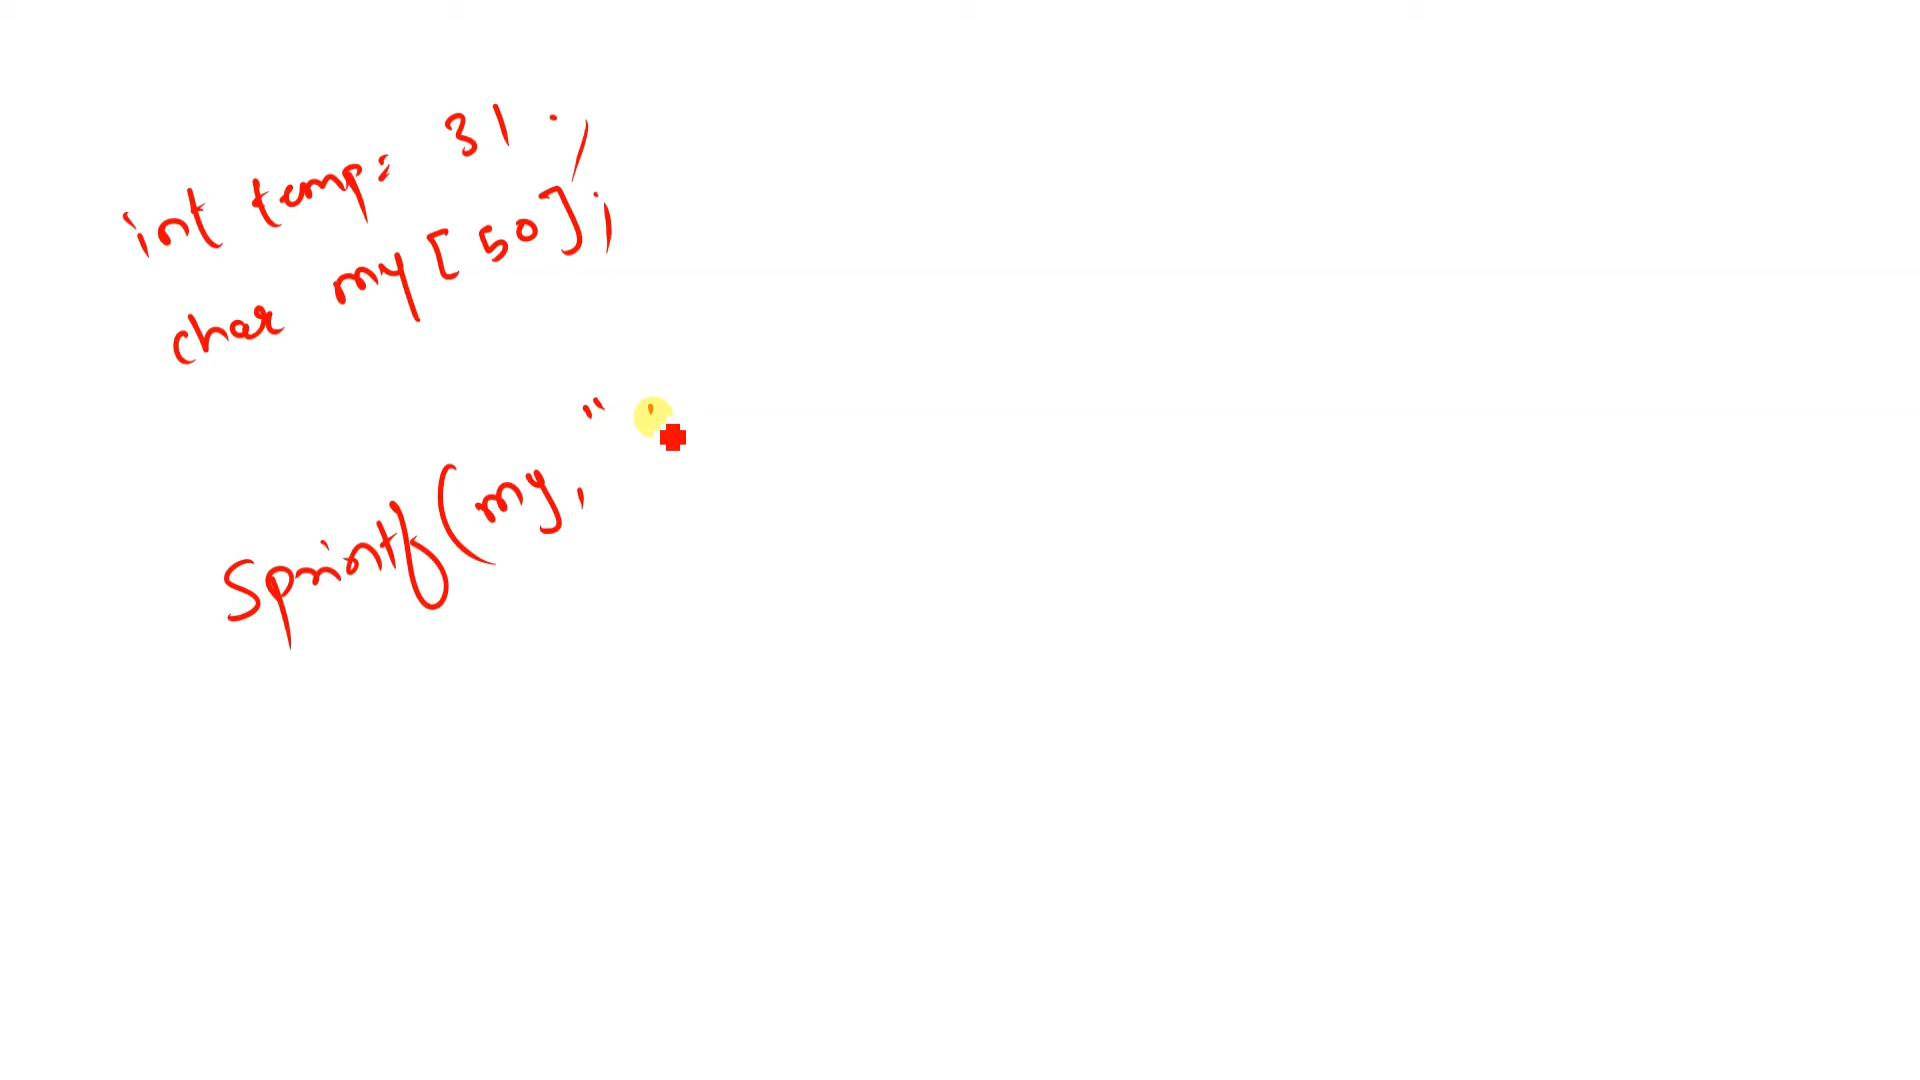 int temp= 31;
char my[50];
Sprintf(my, " '